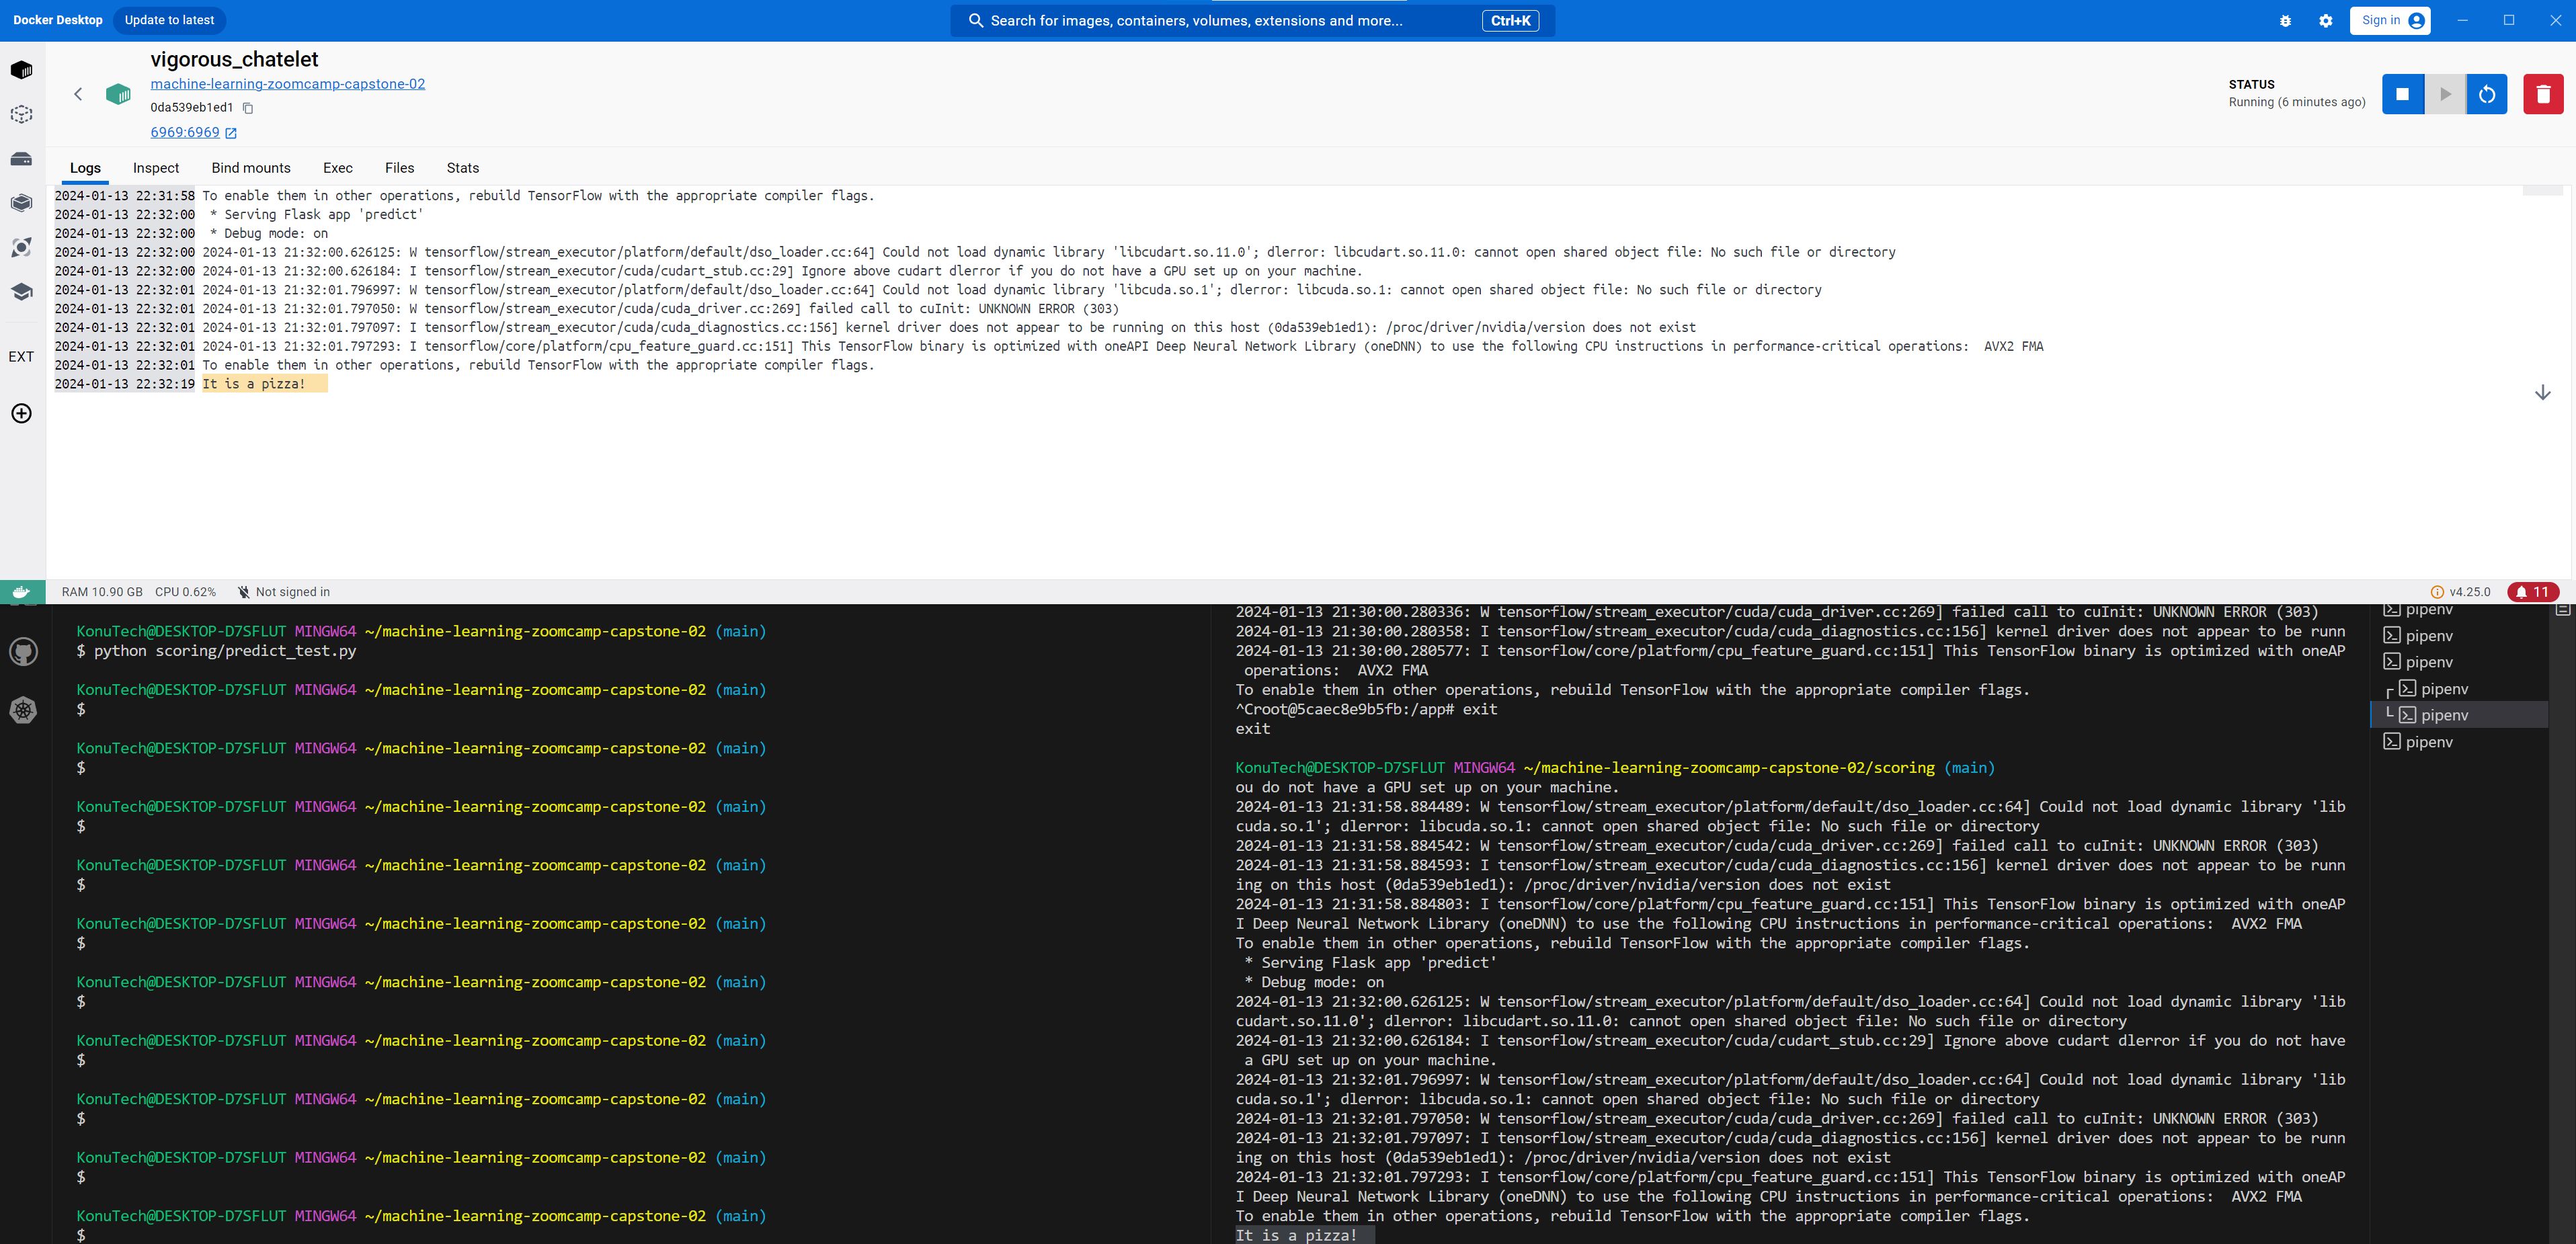 Docker Desktop
Update to latest
Search for images, containers, volumes, extensions and more...
Ctrl+K
Sign in
vigorous_chatelet
machine-learning-zoomcamp-capstone-02
0da539eb1ed1
6969:6969
STATUS
Running (6 minutes ago)
Logs Inspect Bind mounts Exec Files Stats
EXT
2024-01-13 22:31:58 To enable them in other operations, rebuild TensorFlow with the appropriate compiler flags.
2024-01-13 22:32:00 * Serving Flask app 'predict'
2024-01-13 22:32:00 * Debug mode: on
2024-01-13 22:32:00 2024-01-13 21:32:00.626125: W tensorflow/stream_executor/platform/default/dso_loader.cc:64] Could not load dynamic library 'libcudart.so.11.0'; dlerror: libcudart.so.11.0: cannot open shared object file: No such file or directory
2024-01-13 22:32:00 2024-01-13 21:32:00.626184: I tensorflow/stream_executor/cuda/cudart_stub.cc:29] Ignore above cudart dlerror if you do not have a GPU set up on your machine.
2024-01-13 22:32:01 2024-01-13 21:32:01.796997: W tensorflow/stream_executor/platform/default/dso_loader.cc:64] Could not load dynamic library 'libcuda.so.1'; dlerror: libcuda.so.1: cannot open shared object file: No such file or directory
2024-01-13 22:32:01 2024-01-13 21:32:01.797050: W tensorflow/stream_executor/cuda/cuda_driver.cc:269] failed call to cuInit: UNKNOWN ERROR (303)
2024-01-13 22:32:01 2024-01-13 21:32:01.797097: I tensorflow/stream_executor/cuda/cuda_diagnostics.cc:156] kernel driver does not appear to be running on this host (0da539eb1ed1): /proc/driver/nvidia/version does not exist
2024-01-13 22:32:01 2024-01-13 21:32:01.797293: I tensorflow/core/platform/cpu_feature_guard.cc:151] This TensorFlow binary is optimized with oneAPI Deep Neural Network Library (oneDNN) to use the following CPU instructions in performance-critical operations:  AVX2 FMA
2024-01-13 22:32:01 To enable them in other operations, rebuild TensorFlow with the appropriate compiler flags.
2024-01-13 22:32:19 It is a pizza!
RAM 10.90 GB CPU 0.62% Not signed in
v4.25.0
11
KonuTech@DESKTOP-D7SFLUT MINGW64 ~/machine-learning-zoomcamp-capstone-02 (main)
$ python scoring/predict_test.py
KonuTech@DESKTOP-D7SFLUT MINGW64 ~/machine-learning-zoomcamp-capstone-02 (main)
$
KonuTech@DESKTOP-D7SFLUT MINGW64 ~/machine-learning-zoomcamp-capstone-02 (main)
$
KonuTech@DESKTOP-D7SFLUT MINGW64 ~/machine-learning-zoomcamp-capstone-02 (main)
$
KonuTech@DESKTOP-D7SFLUT MINGW64 ~/machine-learning-zoomcamp-capstone-02 (main)
$
KonuTech@DESKTOP-D7SFLUT MINGW64 ~/machine-learning-zoomcamp-capstone-02 (main)
$
KonuTech@DESKTOP-D7SFLUT MINGW64 ~/machine-learning-zoomcamp-capstone-02 (main)
$
KonuTech@DESKTOP-D7SFLUT MINGW64 ~/machine-learning-zoomcamp-capstone-02 (main)
$
KonuTech@DESKTOP-D7SFLUT MINGW64 ~/machine-learning-zoomcamp-capstone-02 (main)
$
KonuTech@DESKTOP-D7SFLUT MINGW64 ~/machine-learning-zoomcamp-capstone-02 (main)
$
KonuTech@DESKTOP-D7SFLUT MINGW64 ~/machine-learning-zoomcamp-capstone-02 (main)
$
2024-01-13 21:30:00.280336: W tensorflow/stream_executor/cuda/cuda_driver.cc:269] failed call to cuInit: UNKNOWN ERROR (303)
2024-01-13 21:30:00.280358: I tensorflow/stream_executor/cuda/cuda_diagnostics.cc:156] kernel driver does not appear to be runn
2024-01-13 21:30:00.280577: I tensorflow/core/platform/cpu_feature_guard.cc:151] This TensorFlow binary is optimized with oneAP
operations:  AVX2 FMA
To enable them in other operations, rebuild TensorFlow with the appropriate compiler flags.
^Croot@5caec8e9b5fb:/app# exit
exit
KonuTech@DESKTOP-D7SFLUT MINGW64 ~/machine-learning-zoomcamp-capstone-02/scoring (main)
ou do not have a GPU set up on your machine.
2024-01-13 21:31:58.884489: W tensorflow/stream_executor/platform/default/dso_loader.cc:64] Could not load dynamic library 'lib
cuda.so.1'; dlerror: libcuda.so.1: cannot open shared object file: No such file or directory
2024-01-13 21:31:58.884542: W tensorflow/stream_executor/cuda/cuda_driver.cc:269] failed call to cuInit: UNKNOWN ERROR (303)
2024-01-13 21:31:58.884593: I tensorflow/stream_executor/cuda/cuda_diagnostics.cc:156] kernel driver does not appear to be runn
ing on this host (0da539eb1ed1): /proc/driver/nvidia/version does not exist
2024-01-13 21:31:58.884803: I tensorflow/core/platform/cpu_feature_guard.cc:151] This TensorFlow binary is optimized with oneAP
I Deep Neural Network Library (oneDNN) to use the following CPU instructions in performance-critical operations:  AVX2 FMA
To enable them in other operations, rebuild TensorFlow with the appropriate compiler flags.
* Serving Flask app 'predict'
* Debug mode: on
2024-01-13 21:32:00.626125: W tensorflow/stream_executor/platform/default/dso_loader.cc:64] Could not load dynamic library 'lib
cudart.so.11.0'; dlerror: libcudart.so.11.0: cannot open shared object file: No such file or directory
2024-01-13 21:32:00.626184: I tensorflow/stream_executor/cuda/cudart_stub.cc:29] Ignore above cudart dlerror if you do not have
a GPU set up on your machine.
2024-01-13 21:32:01.796997: W tensorflow/stream_executor/platform/default/dso_loader.cc:64] Could not load dynamic library 'lib
cuda.so.1'; dlerror: libcuda.so.1: cannot open shared object file: No such file or directory
2024-01-13 21:32:01.797050: W tensorflow/stream_executor/cuda/cuda_driver.cc:269] failed call to cuInit: UNKNOWN ERROR (303)
2024-01-13 21:32:01.797097: I tensorflow/stream_executor/cuda/cuda_diagnostics.cc:156] kernel driver does not appear to be runn
ing on this host (0da539eb1ed1): /proc/driver/nvidia/version does not exist
2024-01-13 21:32:01.797293: I tensorflow/core/platform/cpu_feature_guard.cc:151] This TensorFlow binary is optimized with oneAP
I Deep Neural Network Library (oneDNN) to use the following CPU instructions in performance-critical operations:  AVX2 FMA
To enable them in other operations, rebuild TensorFlow with the appropriate compiler flags.
It is a pizza!
pipenv
pipenv
pipenv
pipenv
pipenv
pipenv